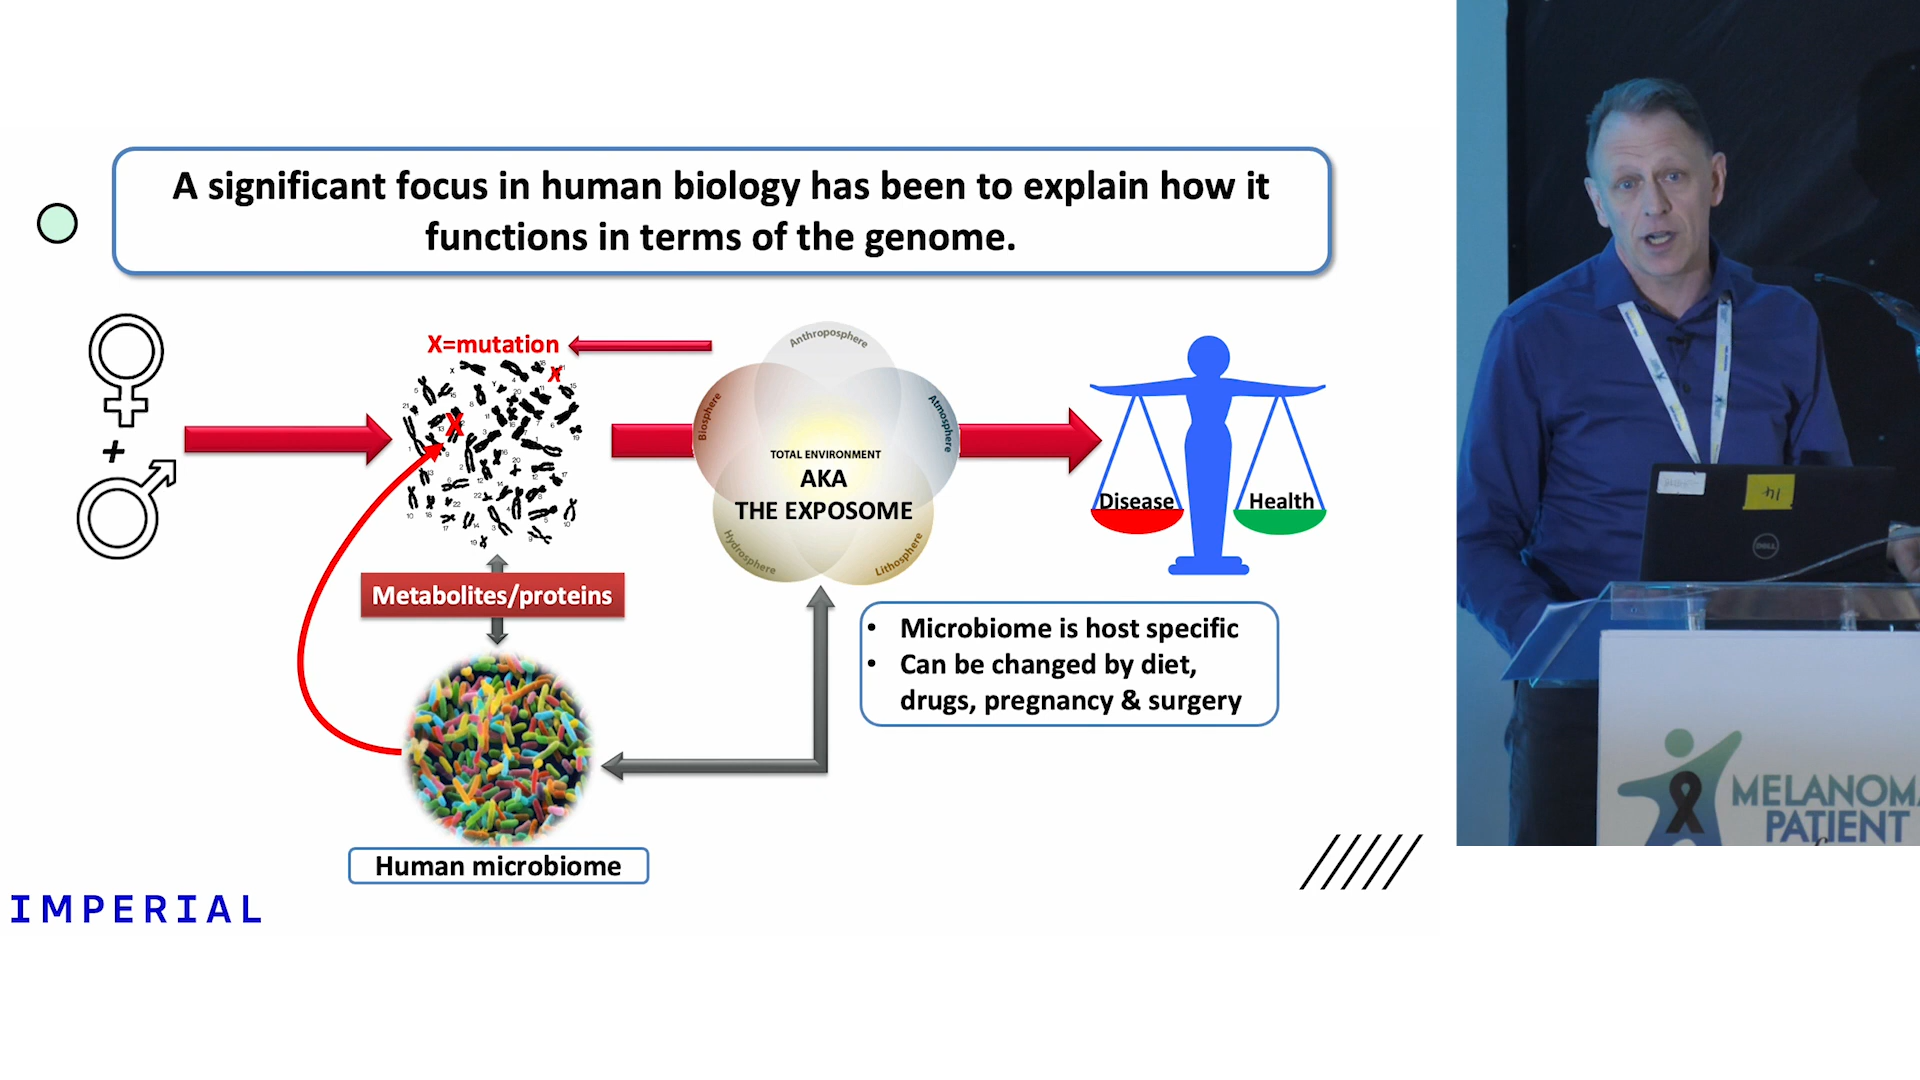 A significant focus in human biology has been to explain how it
functions in terms of the genome.
X=mutation
X
X
+
Anthroposphere
Biosphere
Atmosphere
TOTAL ENVIRONMENT
AKA
THE EXPOSOME
Hydrosphere
Lithosphere
Disease
Health
Metabolites/proteins
• Microbiome is host specific
• Can be changed by diet,
drugs, pregnancy & surgery
Human microbiome
IMPERIAL
DELL
MELANOMA
PATIENT